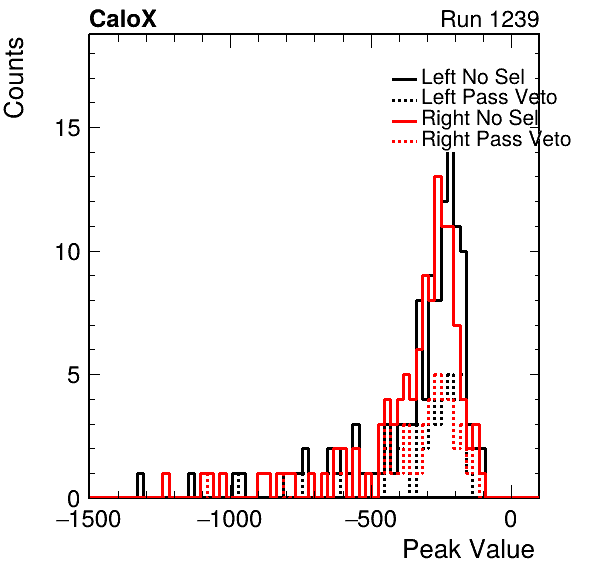 CaloX Run 1239
Counts
Left No Sel
Left Pass Veto
Right No Sel
Right Pass Veto
15
10
5
0
−1500 −1000 −500 0
Peak Value